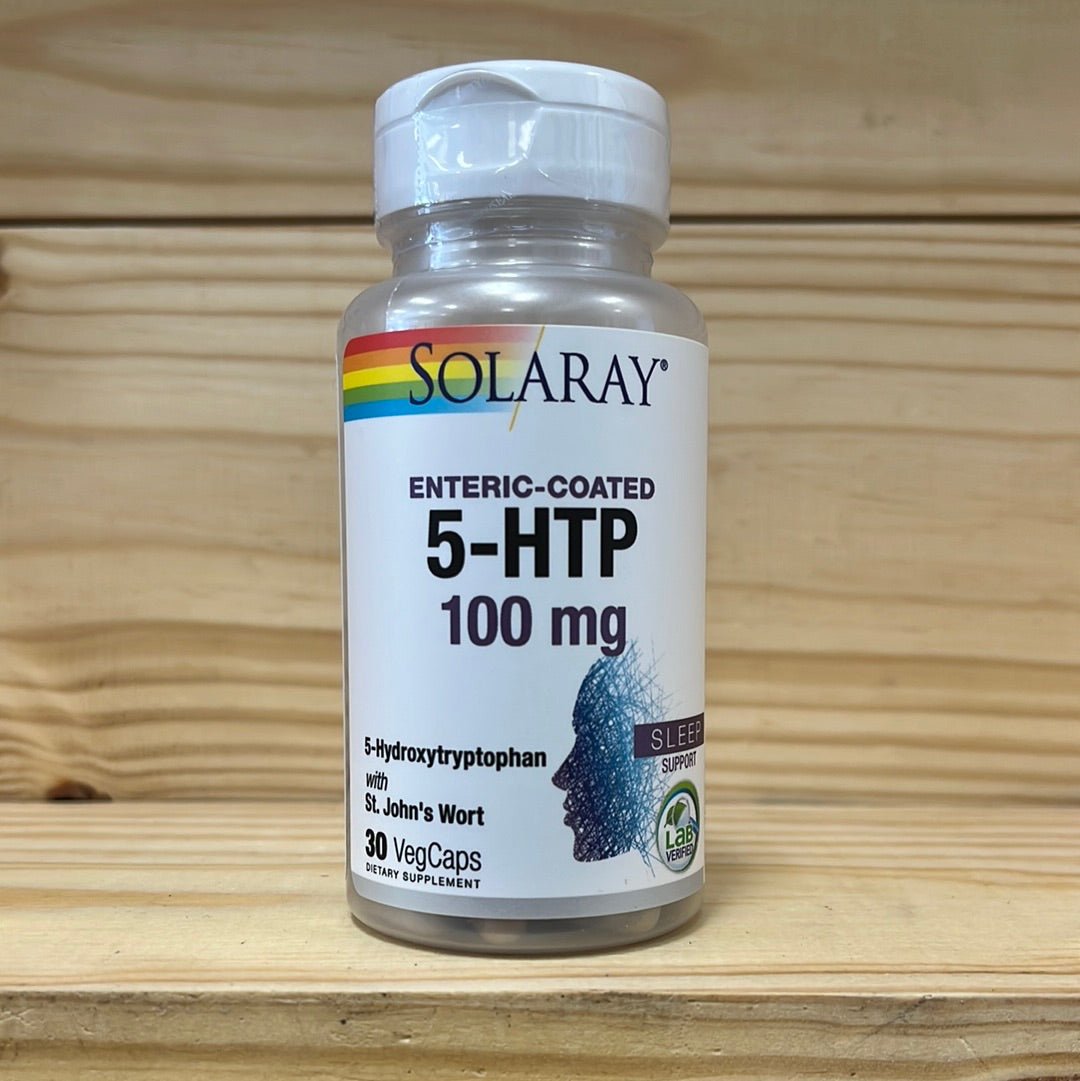 SOLARAY®
ENTERIC-COATED
5-HTP
100 mg
SLEEP
SUPPORT
5-Hydroxytryptophan
with
St. John's Wort
30 VegCaps
DIETARY SUPPLEMENT
LaB
VERIFIED